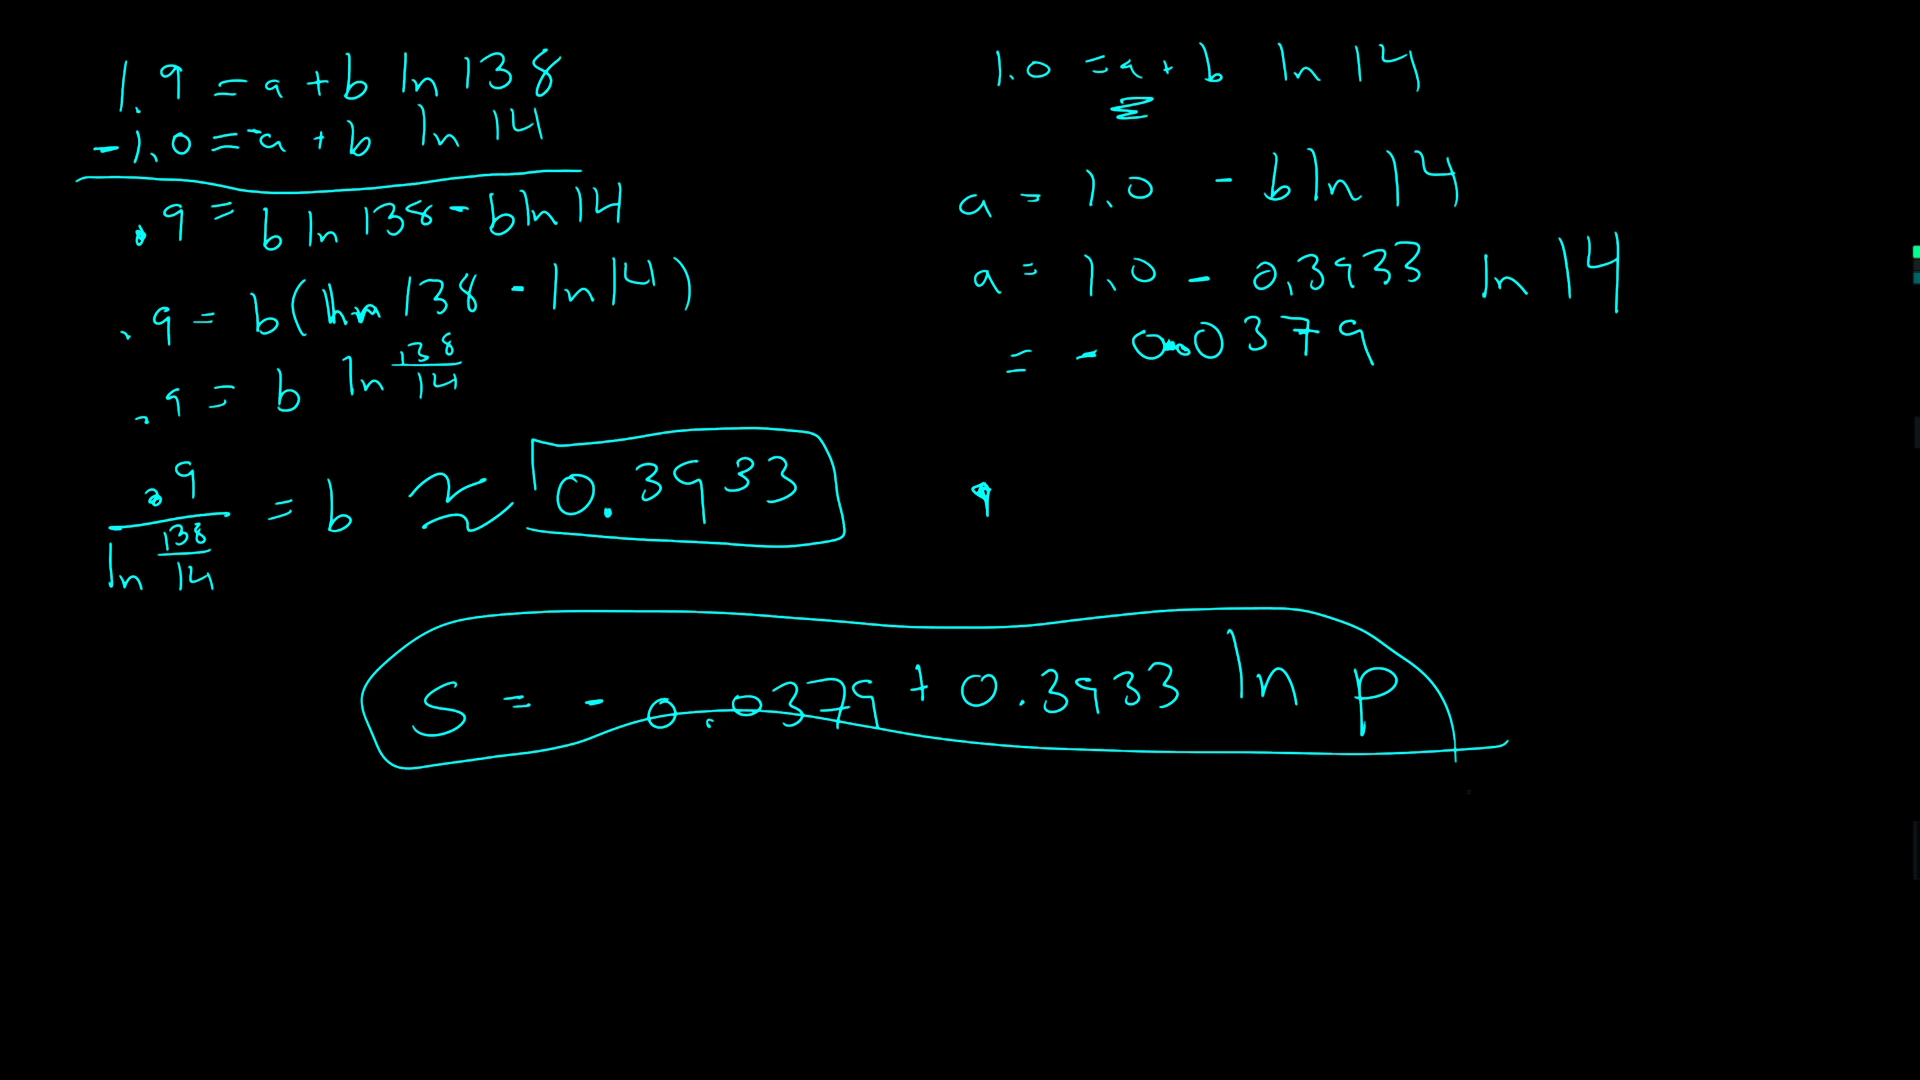 1.9 = a + b ln 138
-1.0 = -a + b ln 14
.9 = b ln 138 - b ln 14
.9 = b(ln 138 - ln 14)
.9 = b ln 138/14
.9 / ln 138/14 = b ≈ 0.3933
1.0 = a + b ln 14
a = 1.0 - b ln 14
a = 1.0 - 0.3933 ln 14
= - 0.0379
S = - 0.0379 + 0.3933 ln p